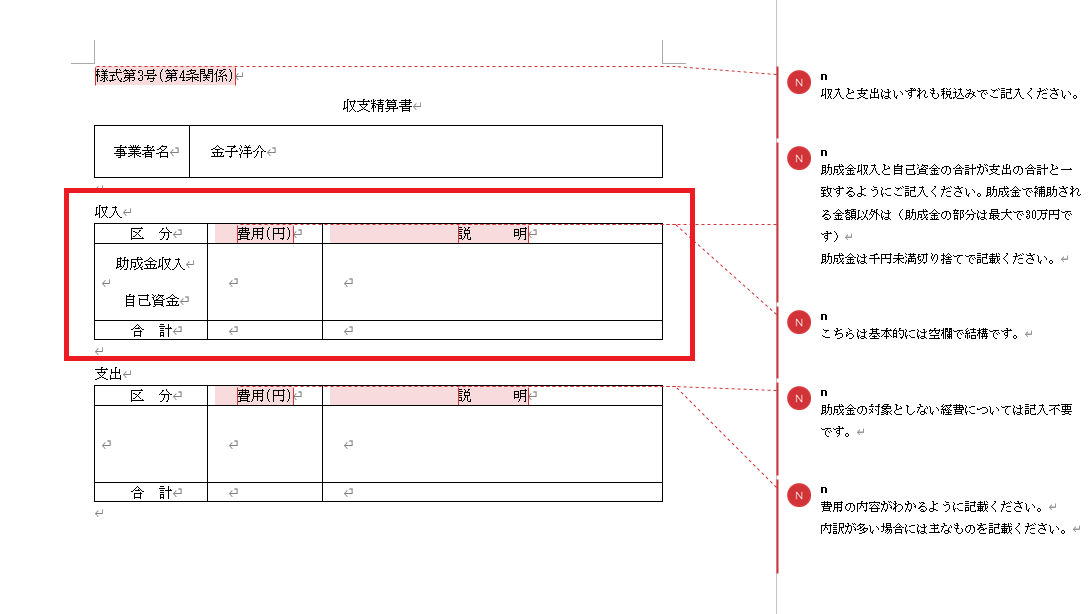 様式第3号(第4条関係)
収支精算書
事業者名 金子洋介
収入
区　分 費用(円) 説　　明
助成金収入
自己資金
合　計
支出
区　分 費用(円) 説　　明
合　計
N n
収入と支出はいずれも税込みでご記入ください。
N n
助成金収入と自己資金の合計が支出の合計と一
致するようにご記入ください。助成金で補助され
る金額以外は（助成金の部分は最大で30万円で
す）
助成金は千円未満切り捨てで記載ください。
N n
こちらは基本的には空欄で結構です。
N n
助成金の対象としない経費については記入不要
です。
N n
費用の内容がわかるように記載ください。
内訳が多い場合には主なものを記載ください。